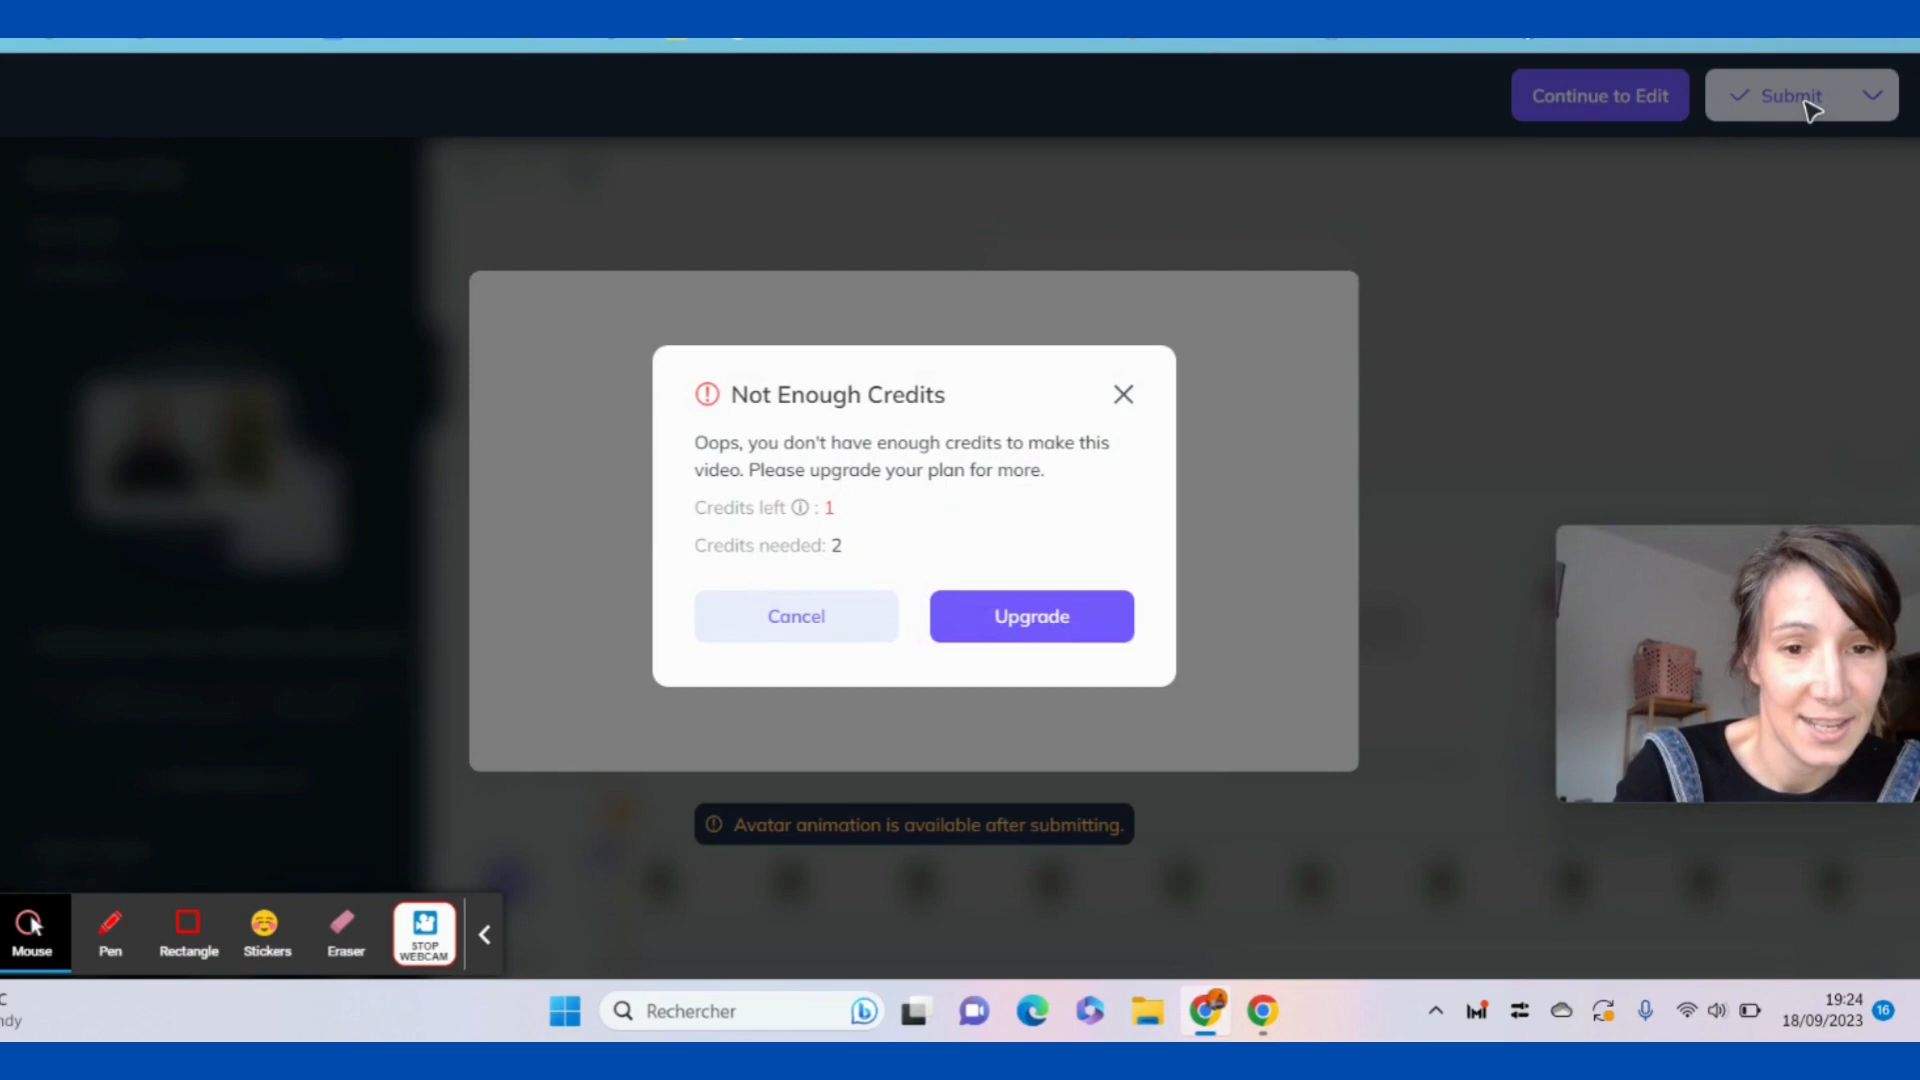 Continue to Edit
Submit
Not Enough Credits
Oops, you don't have enough credits to make this
video. Please upgrade your plan for more.
Credits left : 1
Credits needed: 2
Cancel
Upgrade
Avatar animation is available after submitting.
Mouse
Pen
Rectangle
Stickers
Eraser
STOP
WEBCAM
Rechercher
19:24
18/09/2023
16